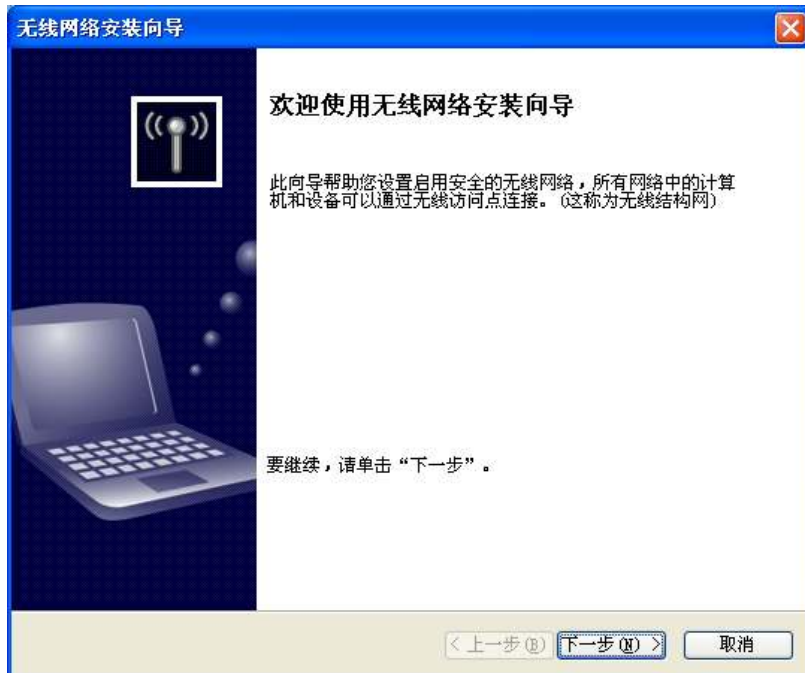 无线网络安装向导
欢迎使用无线网络安装向导
此向导帮助您设置启用安全的无线网络，所有网络中的计算
机和设备可以通过无线访问点连接。（这称为无线结构网）
要继续，请单击“下一步”。
< 上一步(B) 下一步(N) > 取消